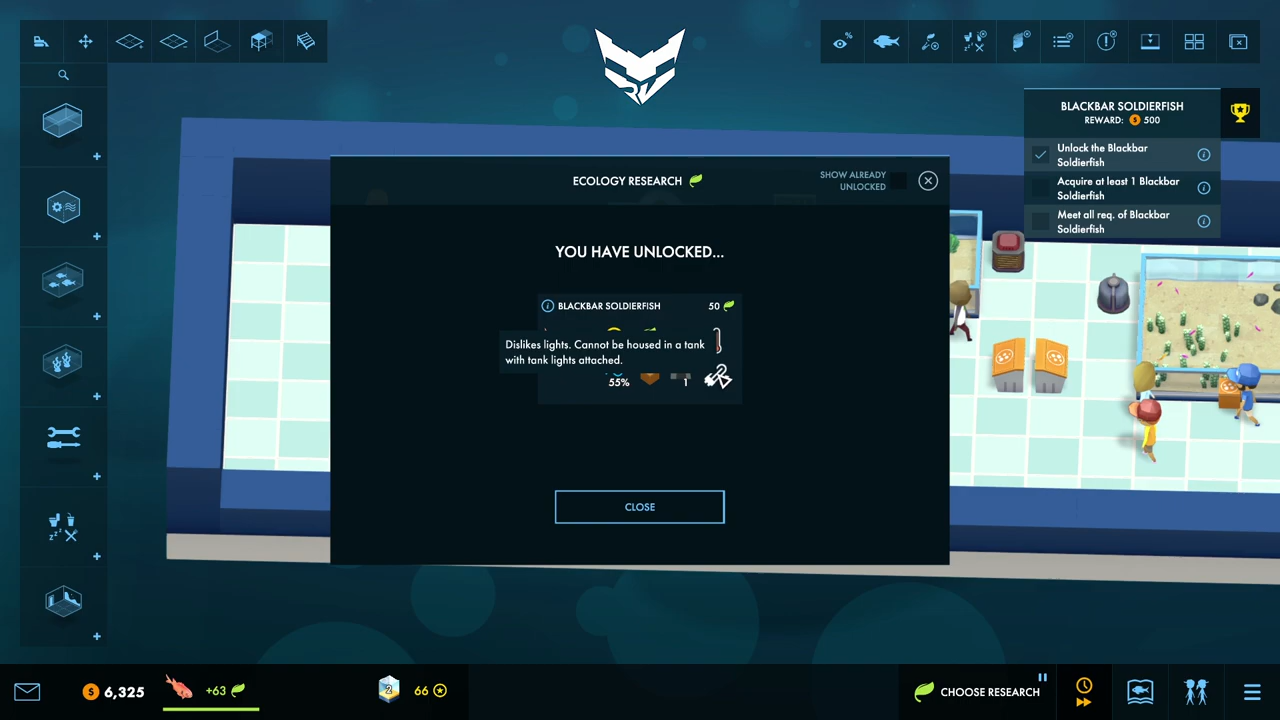 BLACKBAR SOLDIERFISH
REWARD: 500
Unlock the Blackbar
Soldierfish
Acquire at least 1 Blackbar
Soldierfish
Meet all req. of Blackbar
Soldierfish
ECOLOGY RESEARCH
SHOW ALREADY
UNLOCKED
YOU HAVE UNLOCKED...
BLACKBAR SOLDIERFISH 50
Dislikes lights. Cannot be housed in a tank
with tank lights attached.
55% 1
CLOSE
6,325
+63
2
66
CHOOSE RESEARCH